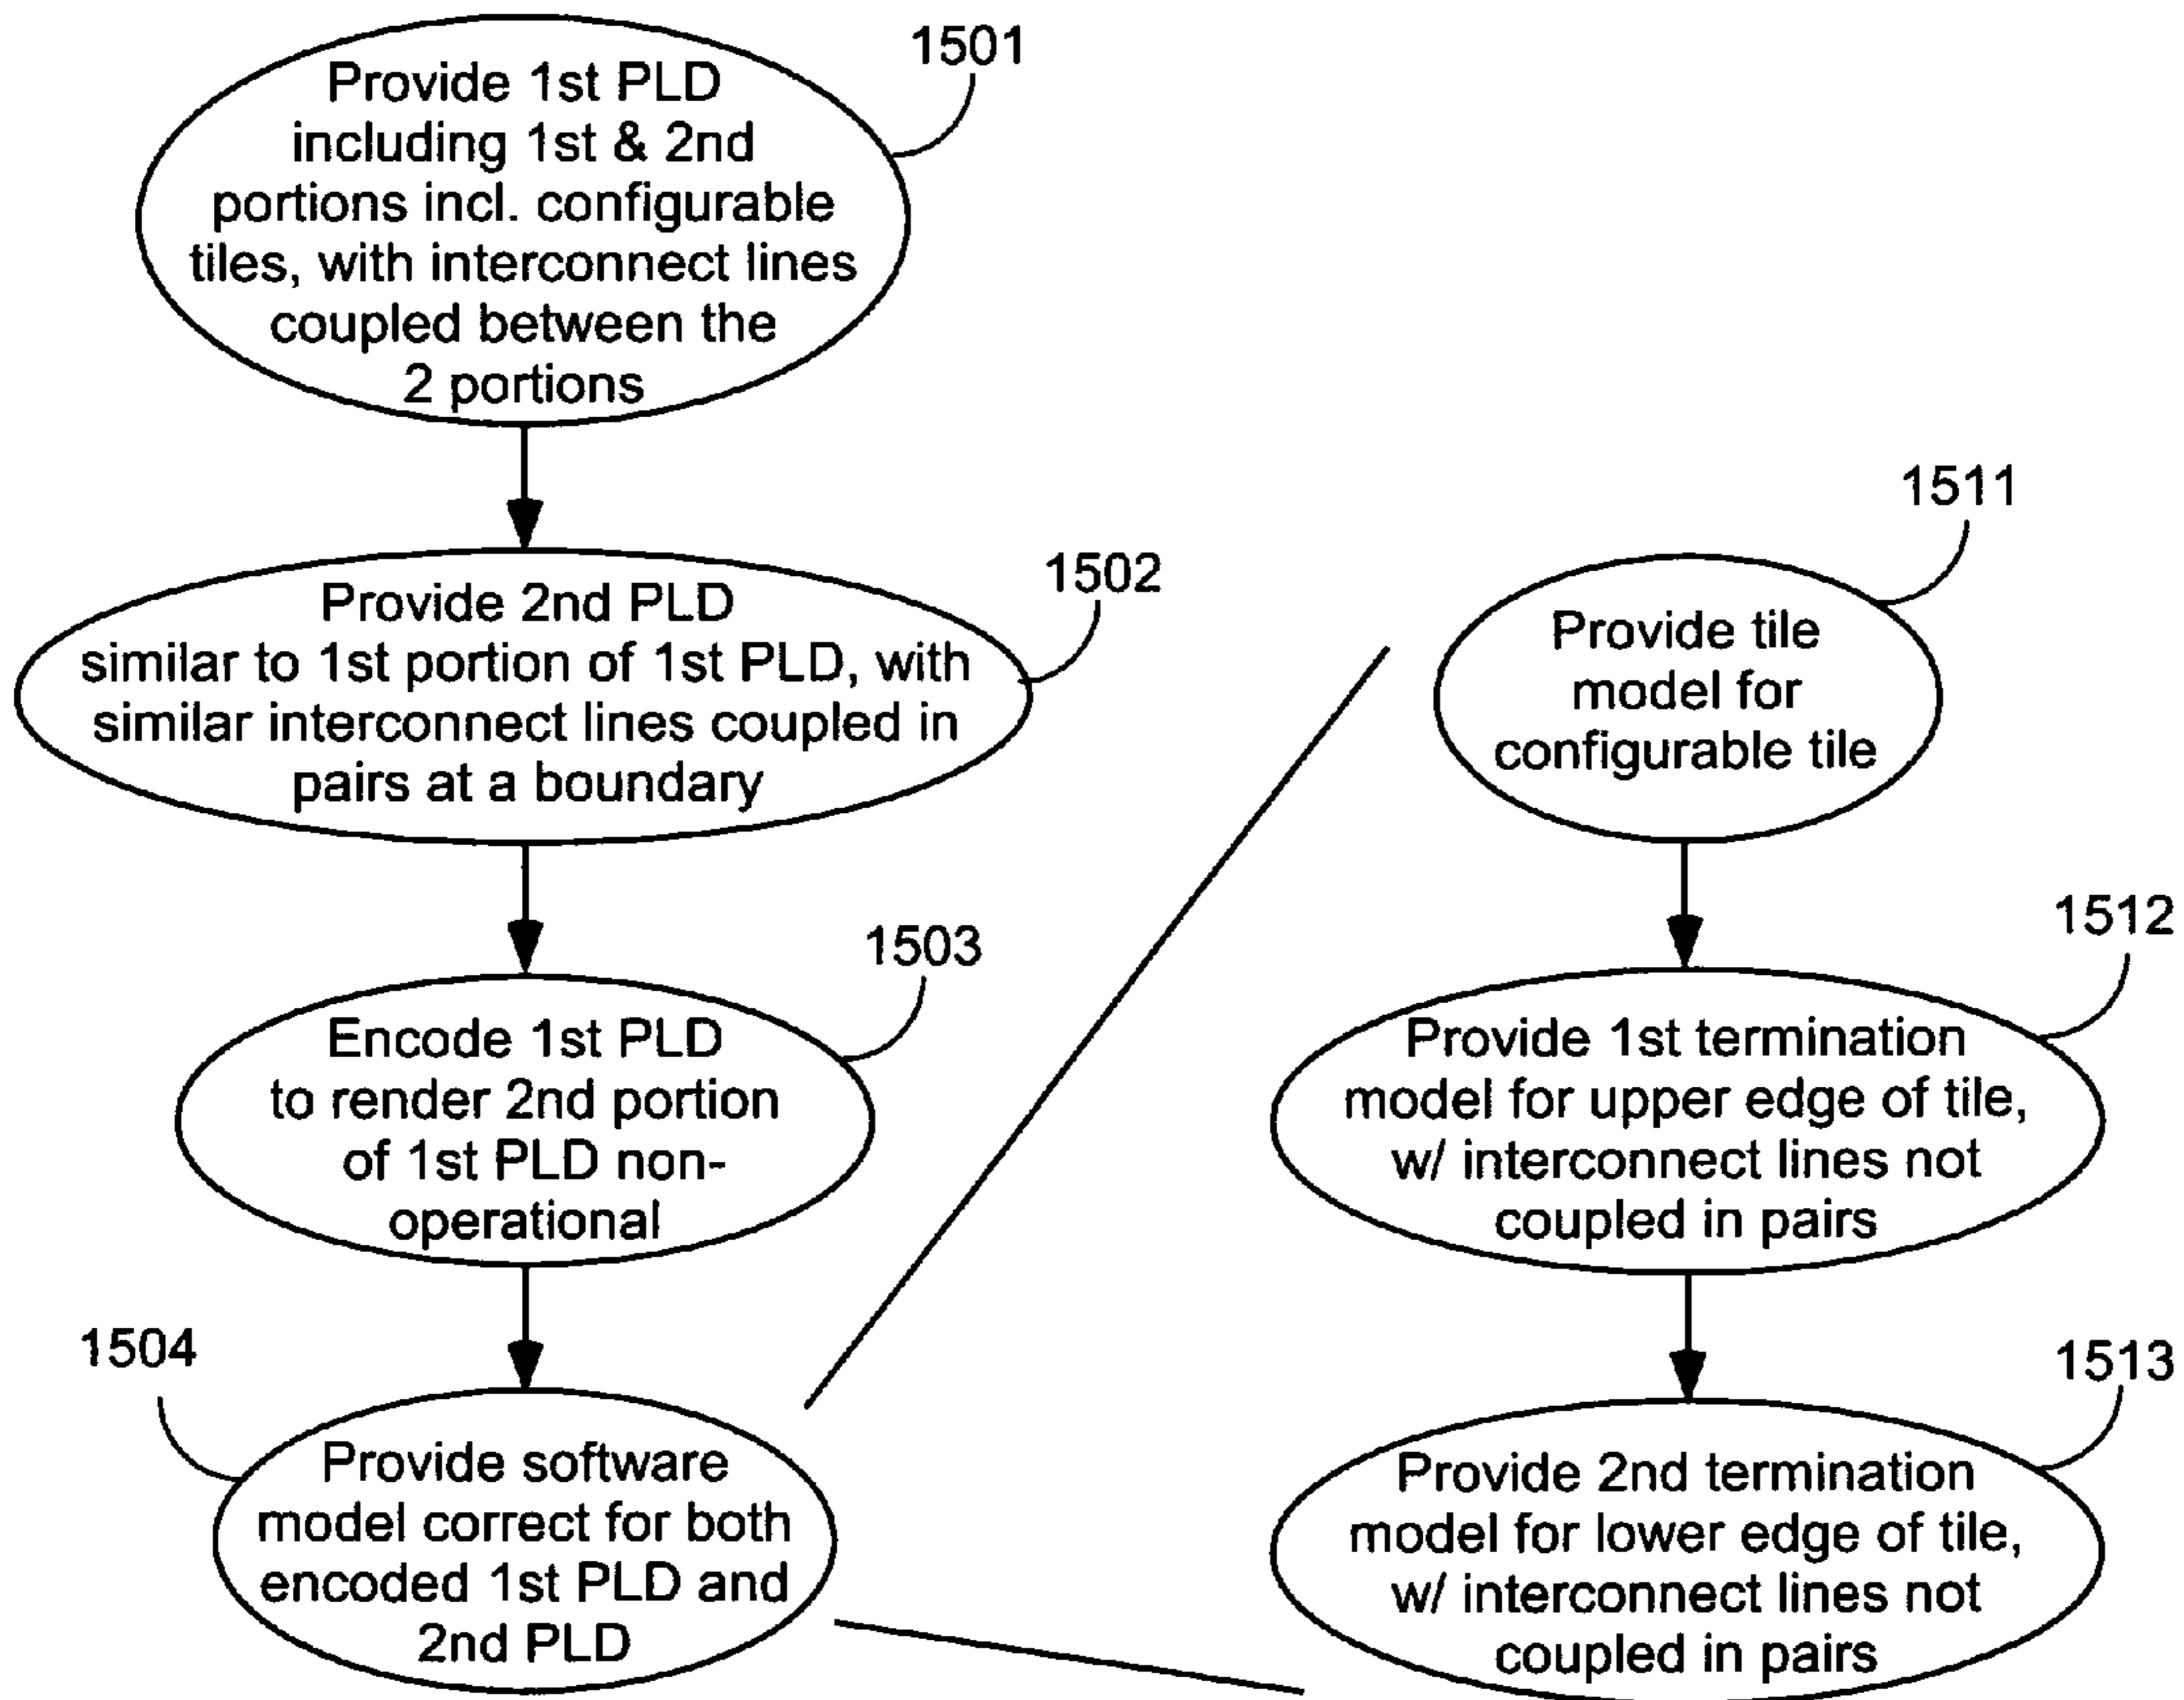 1501
Provide 1st PLD
including 1st & 2nd
portions incl. configurable
tiles, with interconnect lines
coupled between the
2 portions
1502
Provide 2nd PLD
similar to 1st portion of 1st PLD, with
similar interconnect lines coupled in
pairs at a boundary
1503
Encode 1st PLD
to render 2nd portion
of 1st PLD non-
operational
1504
Provide software
model correct for both
encoded 1st PLD and
2nd PLD
1511
Provide tile
model for
configurable tile
1512
Provide 1st termination
model for upper edge of tile,
w/ interconnect lines not
coupled in pairs
1513
Provide 2nd termination
model for lower edge of tile,
w/ interconnect lines not
coupled in pairs